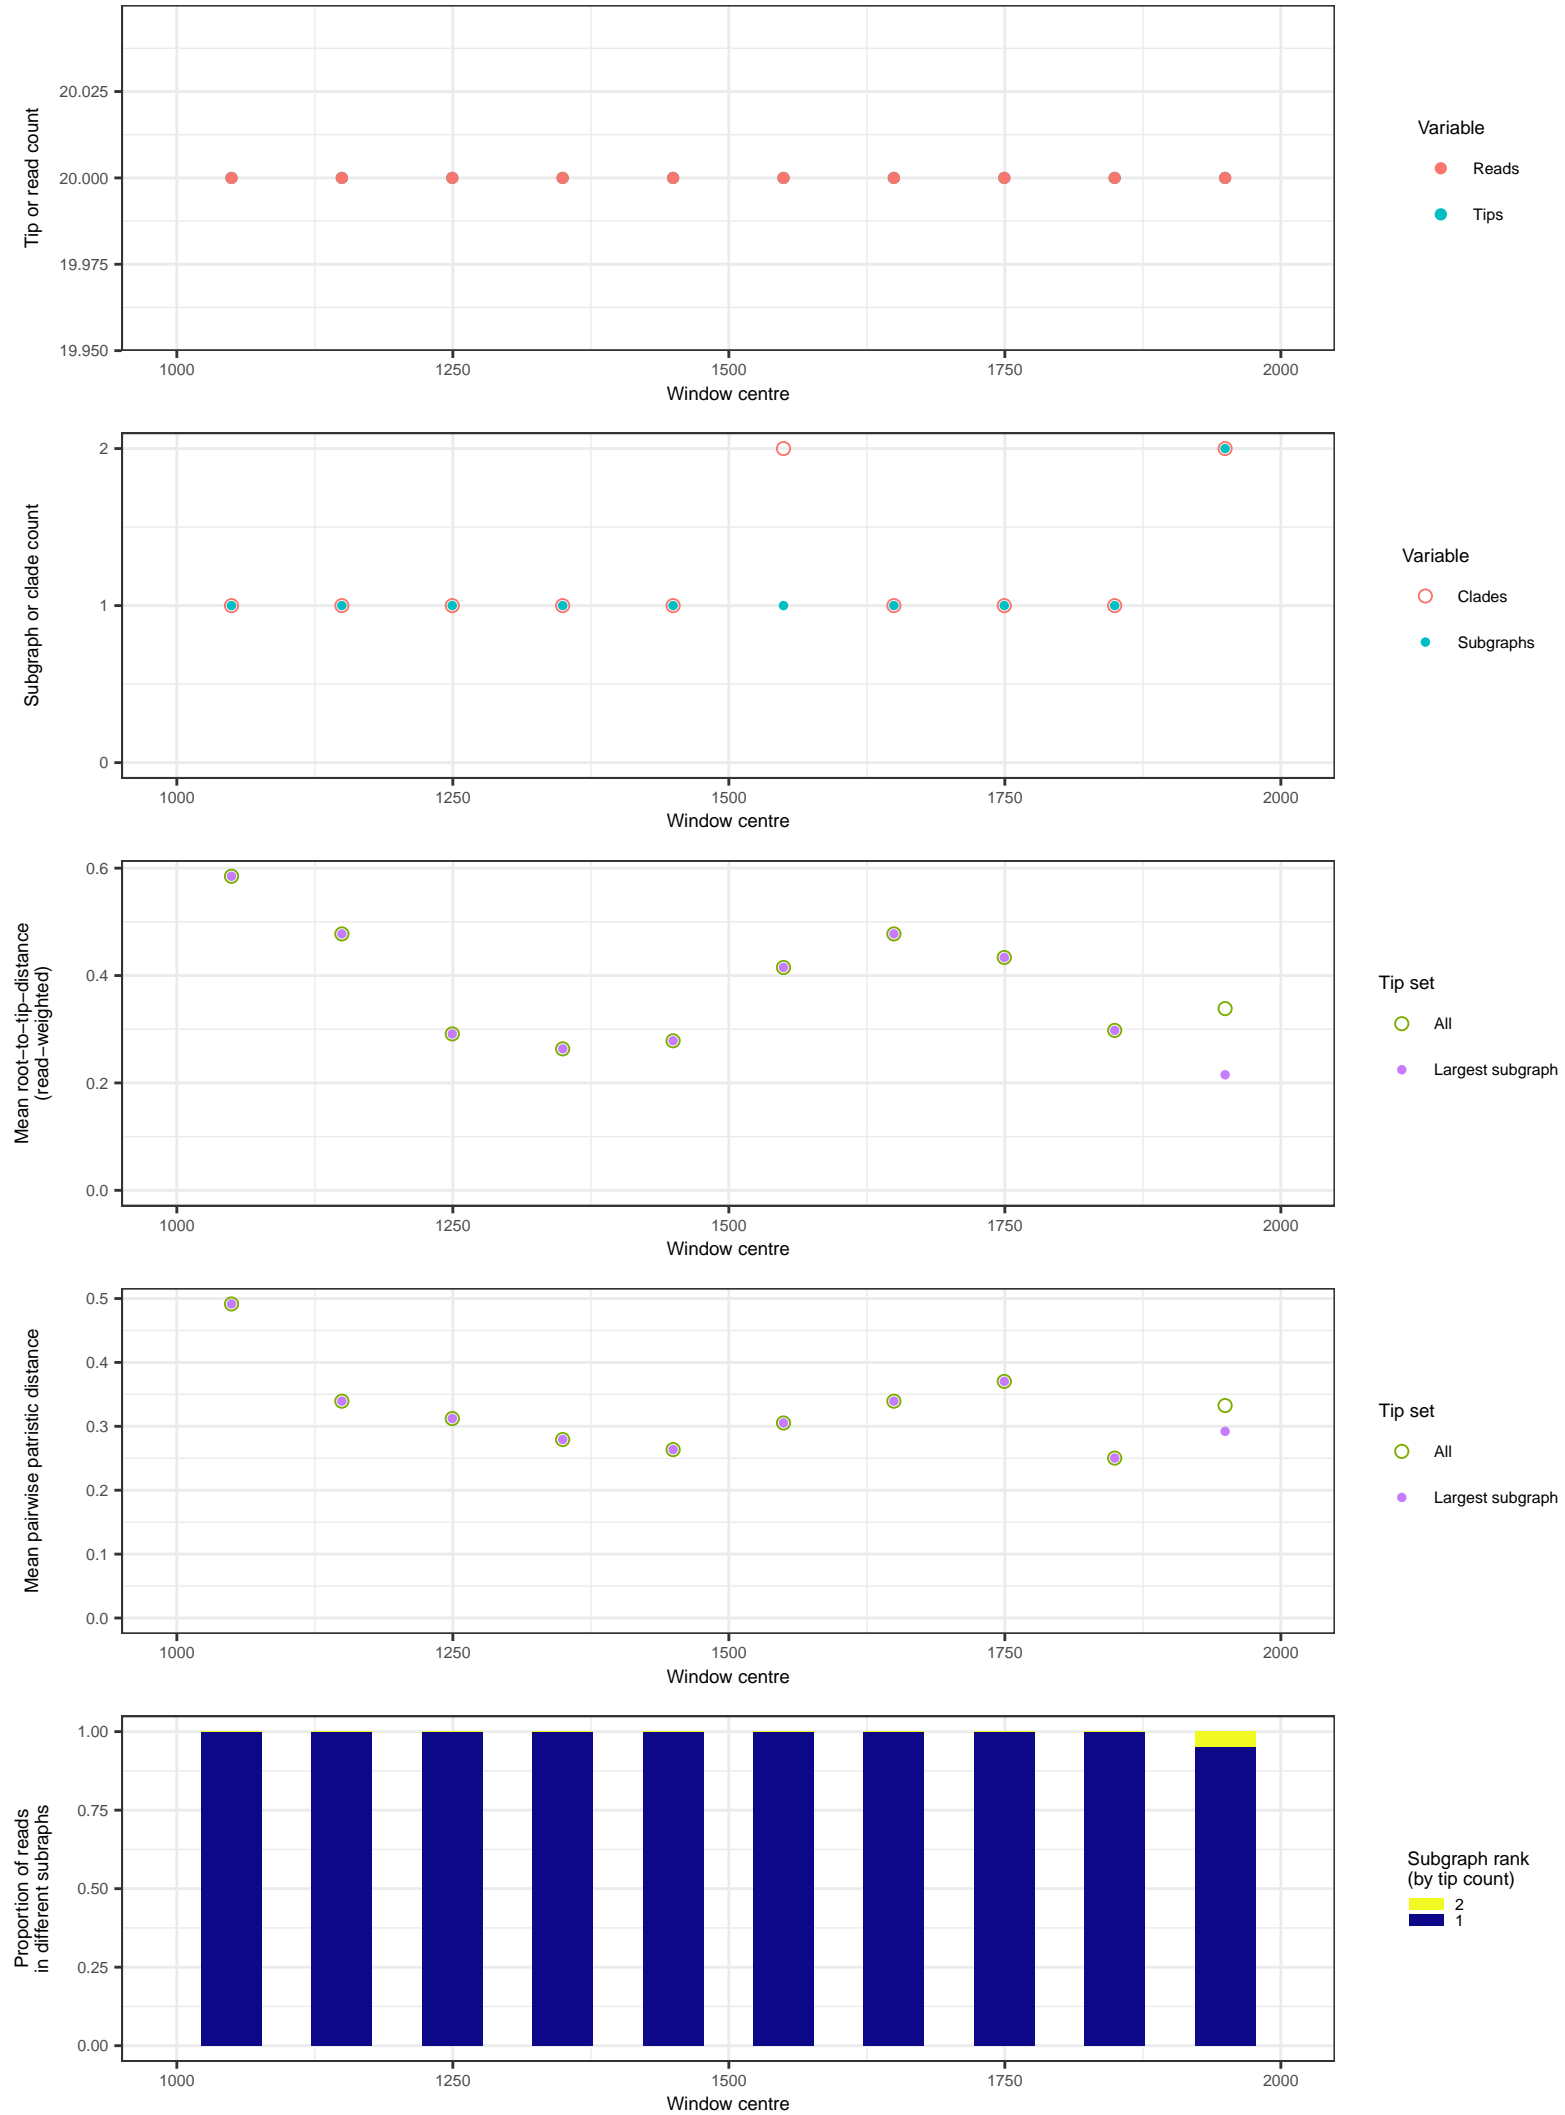 Tip or read count
20.025
20.000
19.975
19.950
1000 1250 1500 1750 2000
Window centre
Variable
Reads
Tips
Subgraph or clade count
2
1
0
1000 1250 1500 1750 2000
Window centre
Variable
Clades
Subgraphs
Mean root−to−tip−distance
(read−weighted)
0.6
0.4
0.2
0.0
1000 1250 1500 1750 2000
Window centre
Tip set
All
Largest subgraph
Mean pairwise patristic distance
0.5
0.4
0.3
0.2
0.1
0.0
1000 1250 1500 1750 2000
Window centre
Tip set
All
Largest subgraph
Proportion of reads
in different subraphs
1.00
0.75
0.50
0.25
0.00
1000 1250 1500 1750 2000
Window centre
Subgraph rank
(by tip count)
2
1